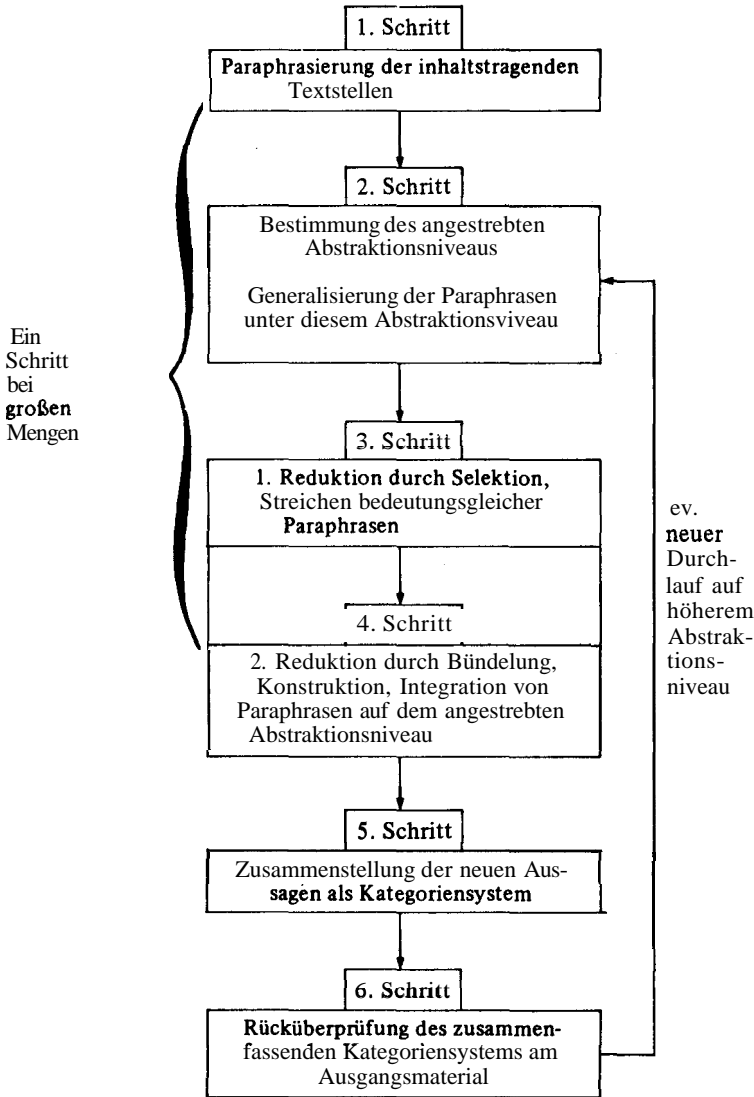 1. Schritt
Paraphrasierung der inhaltstragenden
Textstellen
2. Schritt
Bestimmung des angestrebten
Abstraktionsniveaus
Generalisierung der Paraphrasen
unter diesem Abstraktionsviveau
Ein
Schritt
bei
großen
Mengen
3. Schritt
1. Reduktion durch Selektion,
Streichen bedeutungsgleicher
Paraphrasen
4. Schritt
2. Reduktion durch Bündelung,
Konstruktion, Integration von
Paraphrasen auf dem angestrebten
Abstraktionsniveau
ev.
neuer
Durch-
lauf auf
höherem
Abstrak-
tions-
niveau
5. Schritt
Zusammenstellung der neuen Aus-
sagen als Kategoriensystem
6. Schritt
Rücküberprüfung des zusammen-
fassenden Kategoriensystems am
Ausgangsmaterial